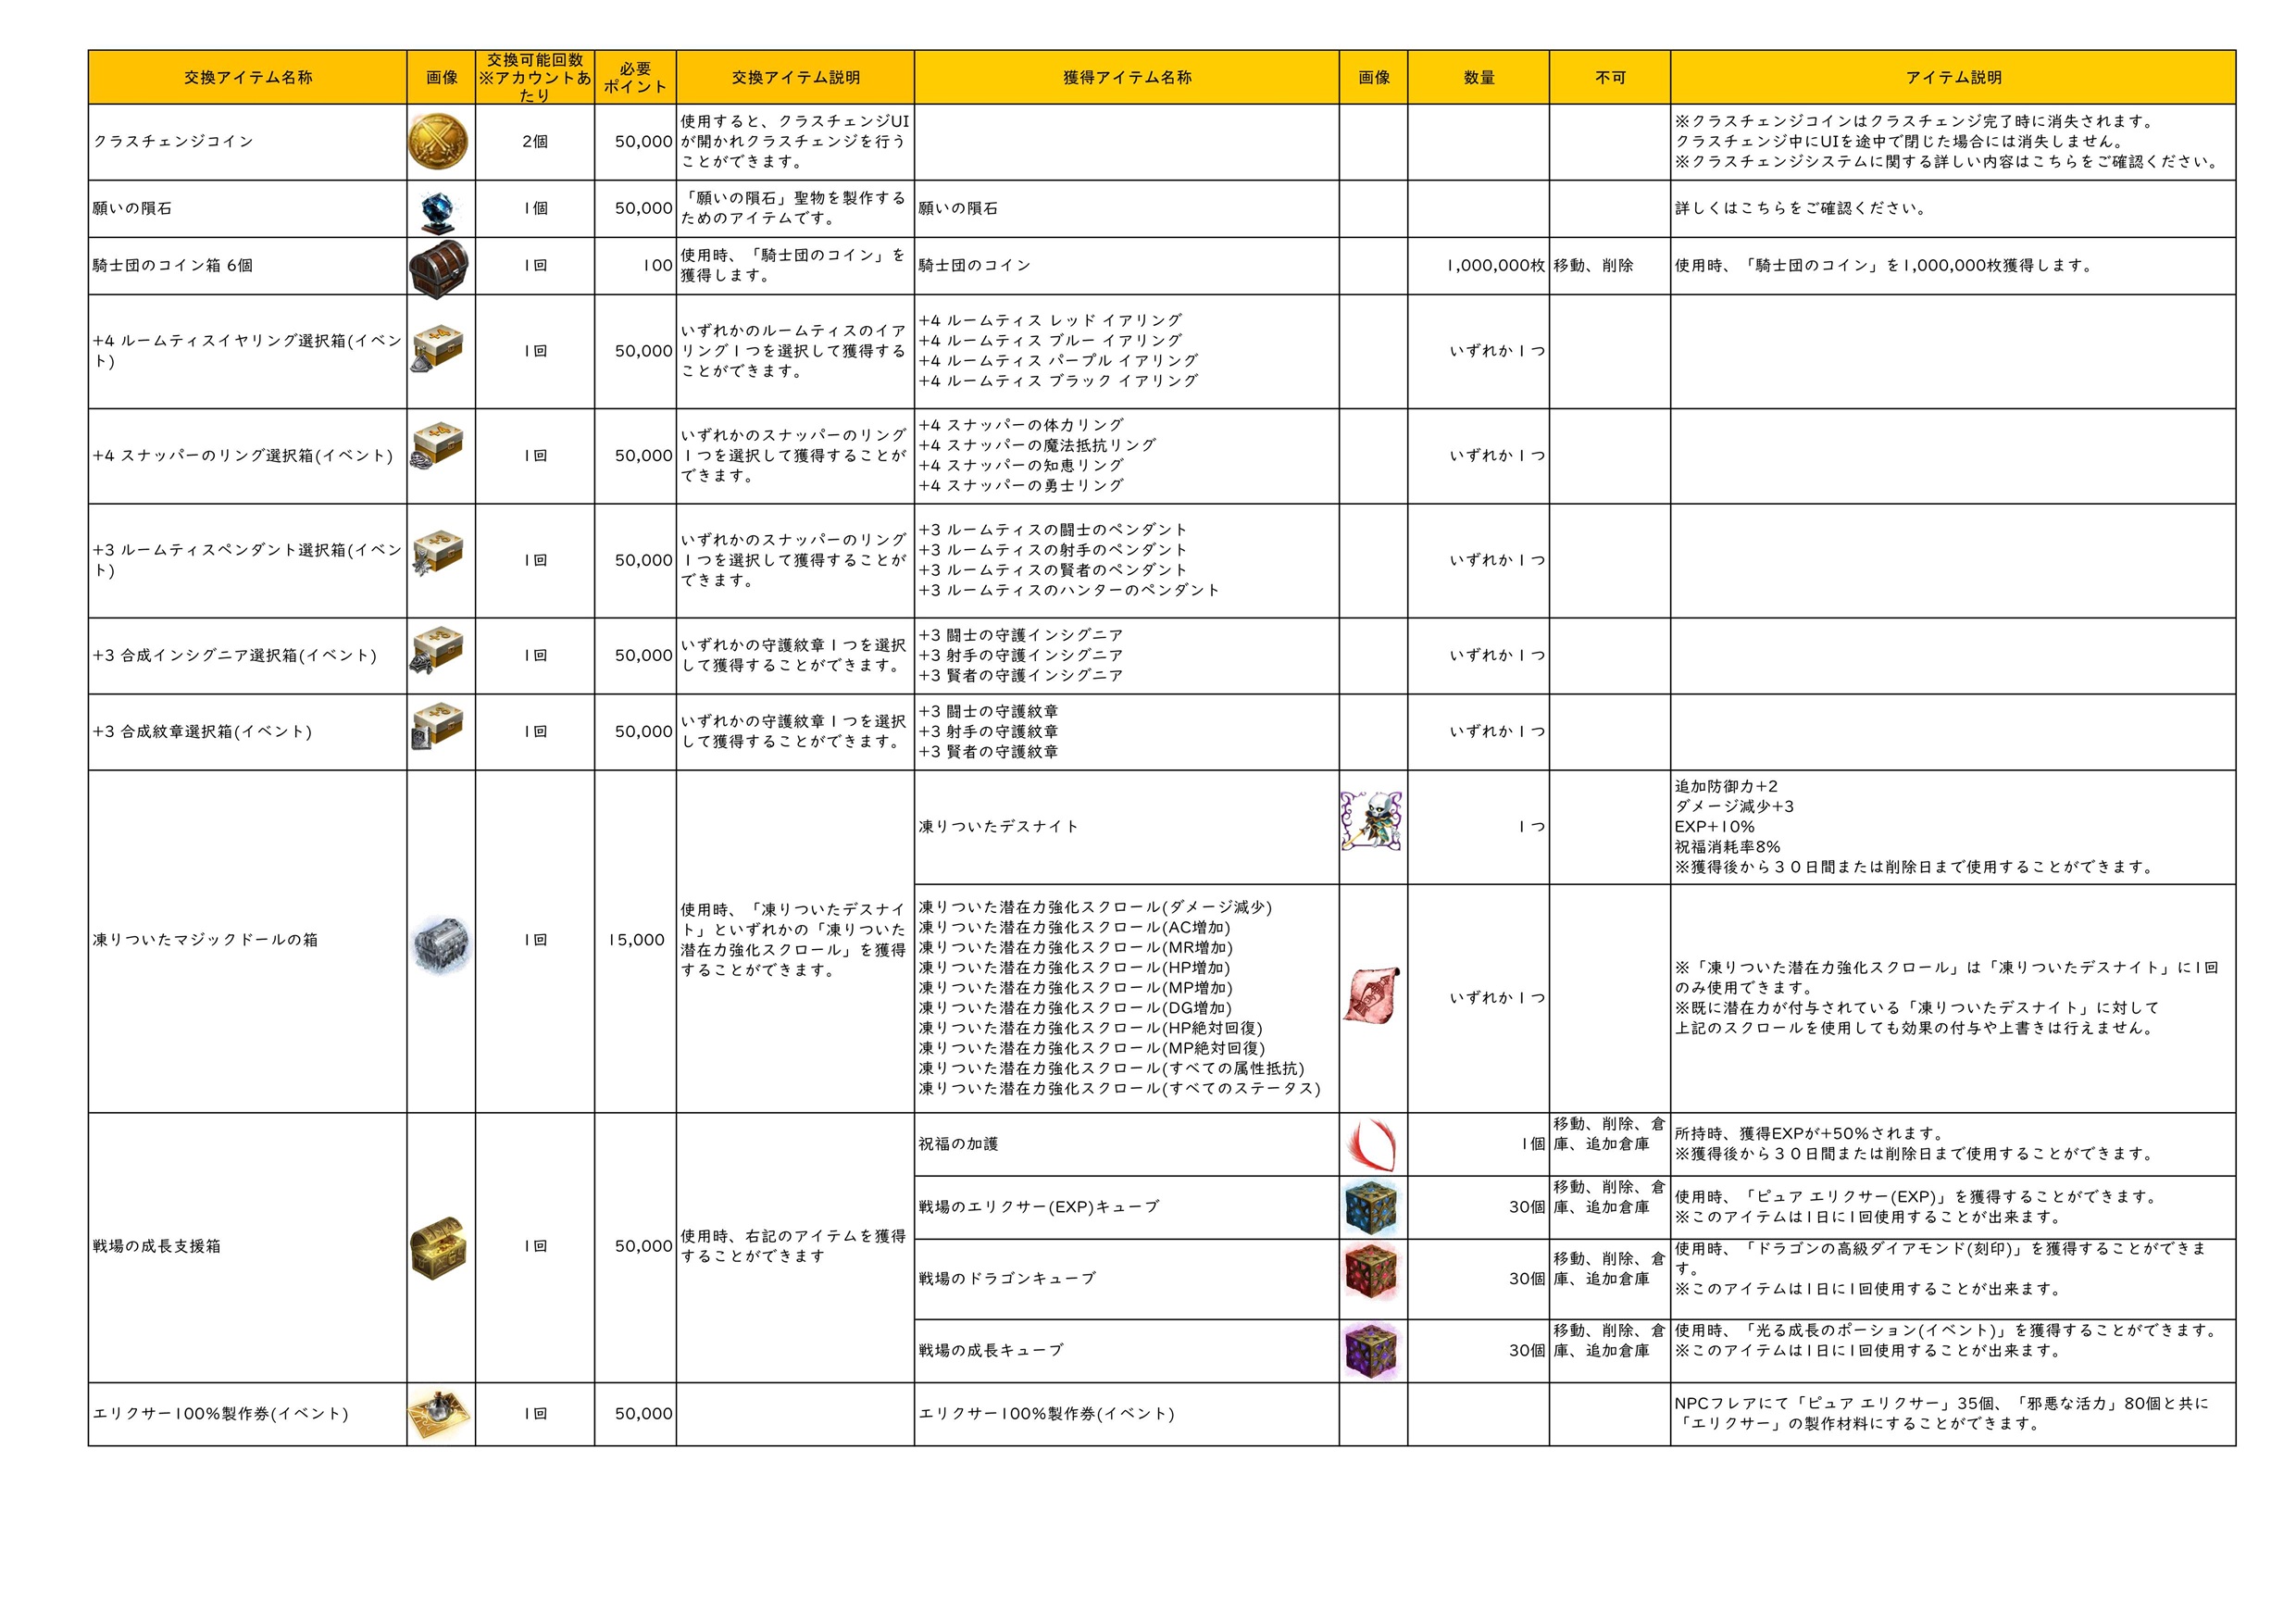 交換アイテム名称
画像
交換可能回数
※アカウントあ
たり
必要
ポイント
交換アイテム説明
獲得アイテム名称
画像
数量
不可
アイテム説明
クラスチェンジコイン
2個
50,000
使用すると、クラスチェンジUI
が開かれクラスチェンジを行う
ことができます。
※クラスチェンジコインはクラスチェンジ完了時に消失されます。
クラスチェンジ中にUIを途中で閉じた場合には消失しません。
※クラスチェンジシステムに関する詳しい内容はこちらをご確認ください。
願いの隕石
1個
50,000
「願いの隕石」聖物を製作する
ためのアイテムです。
願いの隕石
詳しくはこちらをご確認ください。
騎士団のコイン箱 6個
1回
100
使用時、「騎士団のコイン」を
獲得します。
騎士団のコイン
1,000,000枚
移動、削除
使用時、「騎士団のコイン」を1,000,000枚獲得します。
+4 ルームティスイヤリング選択箱(イベン
ト)
1回
50,000
いずれかのルームティスのイア
リング1つを選択して獲得する
ことができます。
+4 ルームティス レッド イアリング
+4 ルームティス ブルー イアリング
+4 ルームティス パープル イアリング
+4 ルームティス ブラック イアリング
いずれか1つ
+4 スナッパーのリング選択箱(イベント)
1回
50,000
いずれかのスナッパーのリング
1つを選択して獲得することが
できます。
+4 スナッパーの体力リング
+4 スナッパーの魔法抵抗リング
+4 スナッパーの知恵リング
+4 スナッパーの勇士リング
いずれか1つ
+3 ルームティスペンダント選択箱(イベン
ト)
1回
50,000
いずれかのスナッパーのリング
1つを選択して獲得することが
できます。
+3 ルームティスの闘士のペンダント
+3 ルームティスの射手のペンダント
+3 ルームティスの賢者のペンダント
+3 ルームティスのハンターのペンダント
いずれか1つ
+3 合成インシグニア選択箱(イベント)
1回
50,000
いずれかの守護紋章1つを選択
して獲得することができます。
+3 闘士の守護インシグニア
+3 射手の守護インシグニア
+3 賢者の守護インシグニア
いずれか1つ
+3 合成紋章選択箱(イベント)
1回
50,000
いずれかの守護紋章1つを選択
して獲得することができます。
+3 闘士の守護紋章
+3 射手の守護紋章
+3 賢者の守護紋章
いずれか1つ
凍りついたマジックドールの箱
1回
15,000
使用時、「凍りついたデスナイ
ト」といずれかの「凍りついた
潜在力強化スクロール」を獲得
することができます。
凍りついたデスナイト
1つ
追加防御力+2
ダメージ減少+3
EXP+10%
祝福消耗率8%
※獲得後から３０日間または削除日まで使用することができます。
凍りついた潜在力強化スクロール(ダメージ減少)
凍りついた潜在力強化スクロール(AC増加)
凍りついた潜在力強化スクロール(MR増加)
凍りついた潜在力強化スクロール(HP増加)
凍りついた潜在力強化スクロール(MP増加)
凍りついた潜在力強化スクロール(DG増加)
凍りついた潜在力強化スクロール(HP絶対回復)
凍りついた潜在力強化スクロール(MP絶対回復)
凍りついた潜在力強化スクロール(すべての属性抵抗)
凍りついた潜在力強化スクロール(すべてのステータス)
いずれか1つ
※「凍りついた潜在力強化スクロール」は「凍りついたデスナイト」に1回
のみ使用できます。
※既に潜在力が付与されている「凍りついたデスナイト」に対して
上記のスクロールを使用しても効果の付与や上書きは行えません。
戦場の成長支援箱
1回
50,000
使用時、右記のアイテムを獲得
することができます
祝福の加護
1個
移動、削除、倉
庫、追加倉庫
所持時、獲得EXPが+50%されます。
※獲得後から３０日間または削除日まで使用することができます。
戦場のエリクサー(EXP)キューブ
30個
移動、削除、倉
庫、追加倉庫
使用時、「ピュア エリクサー(EXP)」を獲得することができます。
※このアイテムは1日に1回使用することが出来ます。
戦場のドラゴンキューブ
30個
移動、削除、倉
庫、追加倉庫
使用時、「ドラゴンの高級ダイアモンド(刻印)」を獲得することができま
す。
※このアイテムは1日に1回使用することが出来ます。
戦場の成長キューブ
30個
移動、削除、倉
庫、追加倉庫
使用時、「光る成長のポーション(イベント)」を獲得することができます。
※このアイテムは1日に1回使用することが出来ます。
エリクサー100%製作券(イベント)
1回
50,000
エリクサー100%製作券(イベント)
NPCフレアにて「ピュア エリクサー」35個、「邪悪な活力」80個と共に
「エリクサー」の製作材料にすることができます。